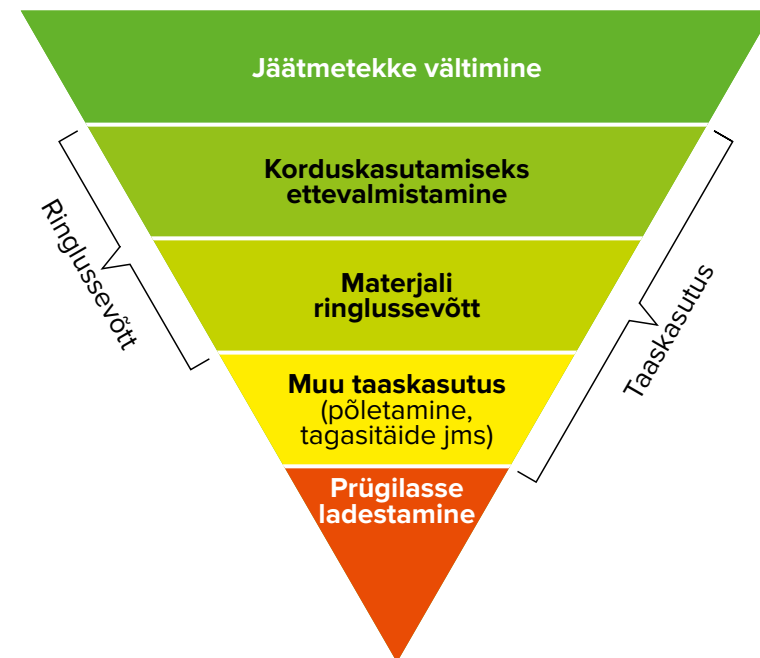 Jäätmetekke vältimine
Korduskasutamiseks
ettevalmistamine
Ringlussevõtt
Materjali
ringlussevõtt
Taaskasutus
Muu taaskasutus
(põletamine,
tagasitäide jms)
Prügilasse
ladestamine